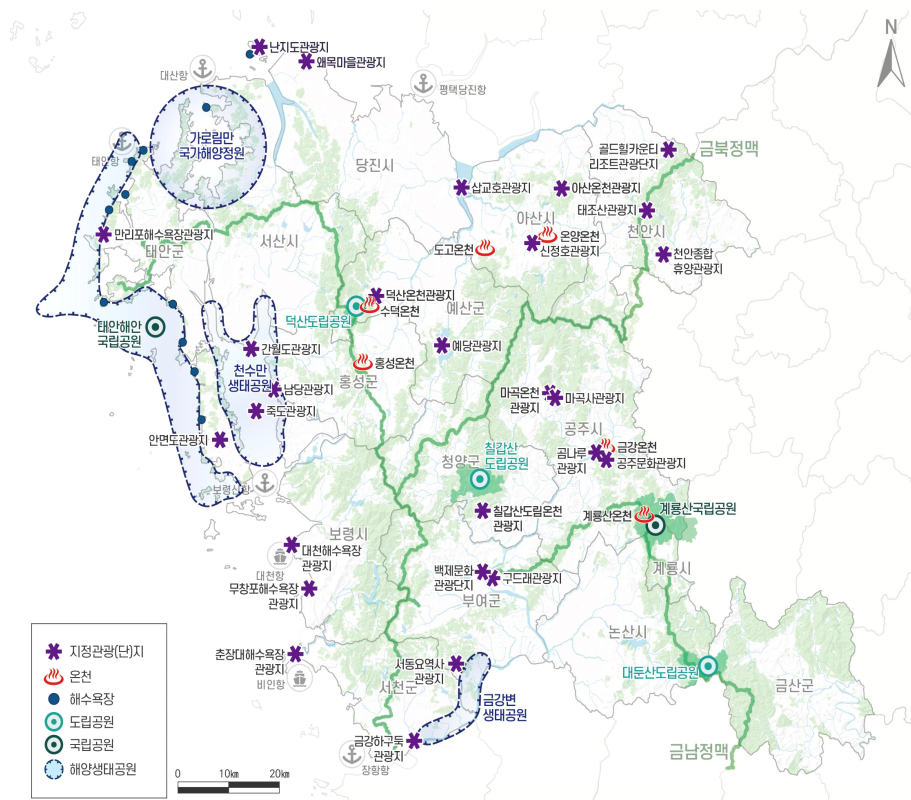 N
난지도관광지
왜목마을관광지
대산항
평택당진항
가로림만
국가해양정원
태안항
당진시
골드힐카운티
리조트관광단지
금북정맥
삽교호관광지
아산온천관광지
태조산관광지
아산시
천안시
온양온천
신정호관광지
도고온천
천안종합
휴양관광지
만리포해수욕장관광지
태안군
서산시
덕산온천관광지
수덕온천
덕산도립공원
예산군
태안해안
국립공원
간월도관광지
예당관광지
천수만
생태공원
홍성온천
홍성군
남당관광지
죽도관광지
마곡온천
관광지
마곡사관광지
안면도관광지
공주시
금강온천
곰나루
관광지
공주문화관광지
칠갑산
도립공원
청양군
보령신항
칠갑산도림온천
관광지
계룡산온천
계룡산국립공원
보령시
대천해수욕장
관광지
대천항
무창포해수욕장
관광지
백제문화
관광단지
구드래관광지
부여군
계룡시
논산시
춘장대해수욕장
관광지
비인항
서동요역사
관광지
서천군
금강변
생태공원
대둔산도립공원
금산군
금강하구둑
관광지
장항항
금남정맥
지정관광(단)지
온천
해수욕장
도립공원
국립공원
해양생태공원
0 10km 20km